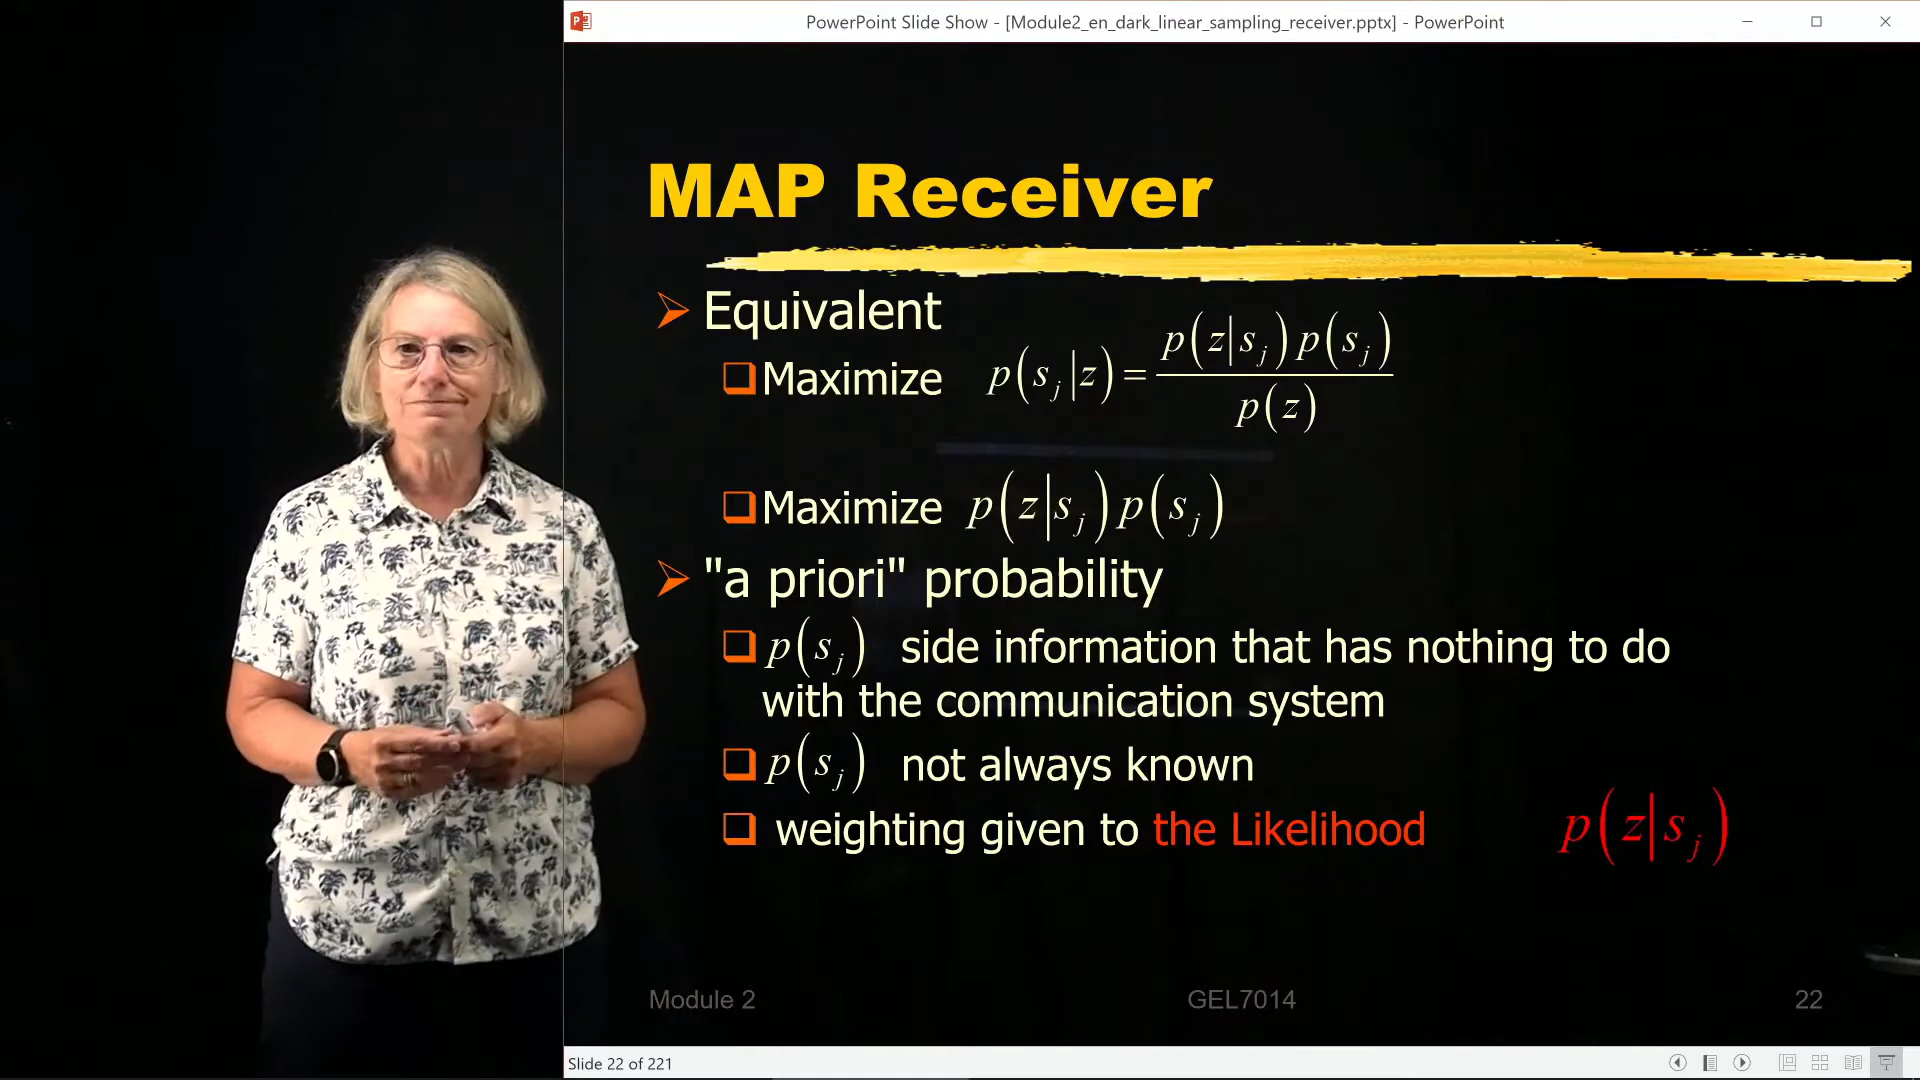 PowerPoint Slide Show - [Module2_en_dark_linear_sampling_receiver.pptx] - PowerPoint
MAP Receiver
Equivalent
Maximize p(s_j|z) = p(z|s_j) p(s_j) / p(z)
Maximize p(z|s_j) p(s_j)
"a priori" probability
p(s_j) side information that has nothing to do
with the communication system
p(s_j) not always known
weighting given to the Likelihood p(z|s_j)
Module 2 GEL7014 22
Slide 22 of 221